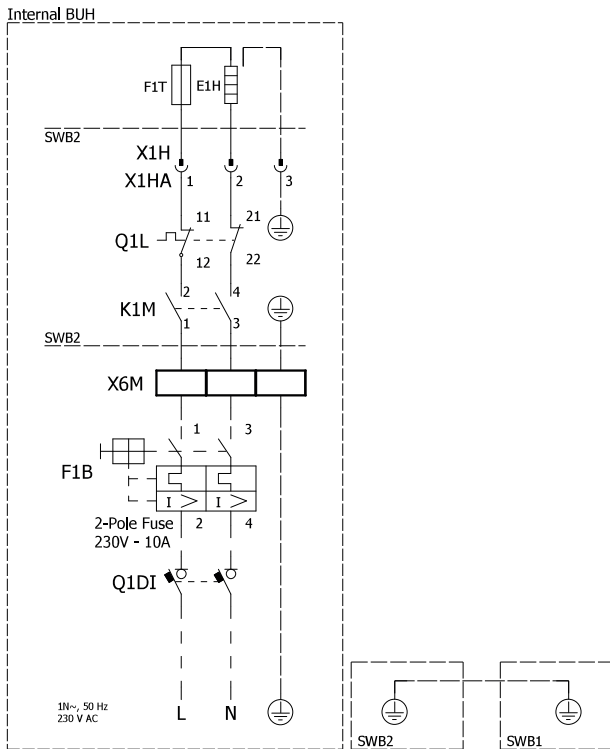 Internal BUH
F1T
E1H
SWB2
X1H
X1HA
1
2
3
11
21
Q1L
12
22
2
4
K1M
1
3
SWB2
X6M
1
3
F1B
I >
I >
2-Pole Fuse
2
4
230V - 10A
Q1DI
1N~, 50 Hz
230 V AC
L
N
SWB2
SWB1